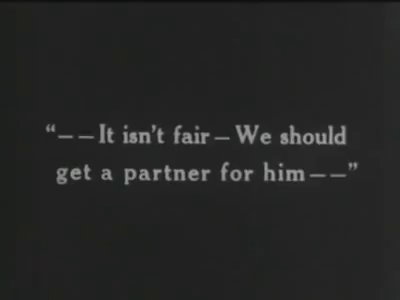 “——It isn't fair—We should
get a partner for him——”